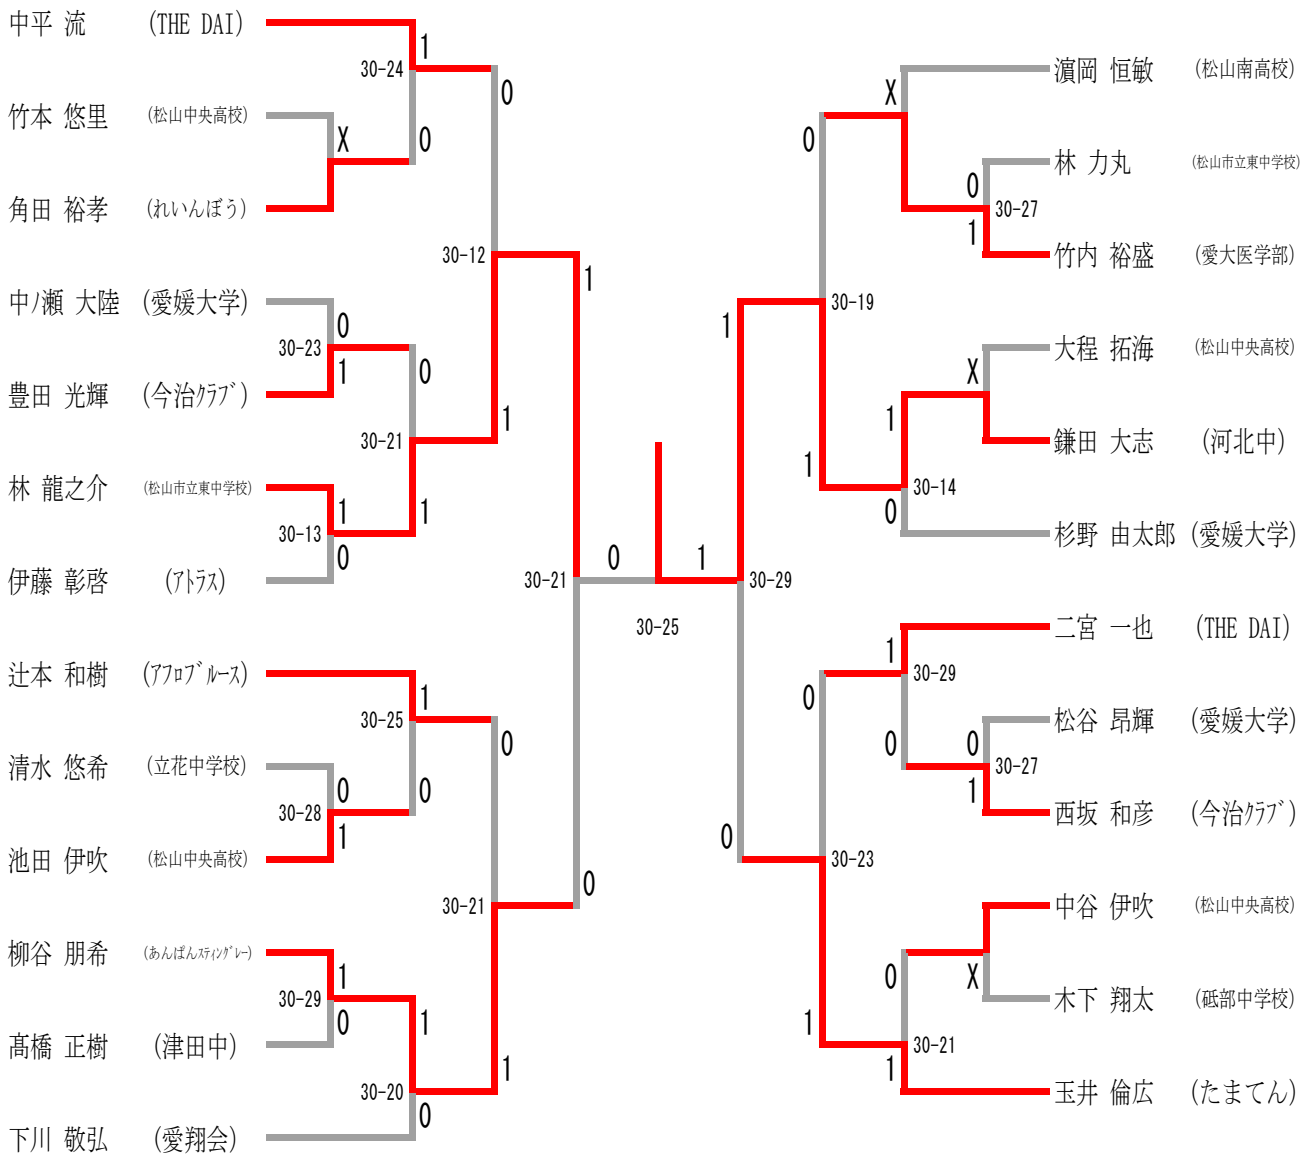 中平 流 (THE DAI)
竹本 悠里 (松山中央高校)
角田 裕孝 (れいんぼう)
中ノ瀬 大陸 (愛媛大学)
豊田 光輝 (今治ｸﾗﾌﾞ)
林 龍之介 (松山市立東中学校)
伊藤 彰啓 (ｱﾄﾗｽ)
辻本 和樹 (ｱﾌﾛﾌﾞﾙｰｽ)
清水 悠希 (立花中学校)
池田 伊吹 (松山中央高校)
柳谷 朋希 (あんぱんｽﾃｨﾝｸﾞﾚｰ)
髙橋 正樹 (津田中)
下川 敬弘 (愛翔会)
X
30-23
0
1
30-13
1
0
30-28
0
1
30-29
1
0
30-24
1
0
30-21
0
1
30-25
1
0
30-20
1
0
30-12
0
1
30-21
0
1
30-21
1
0
0
1
30-25
30-29
1
0
30-19
0
1
30-23
0
1
X
30-14
1
0
30-29
1
0
30-21
0
1
30-27
0
1
X
30-27
0
1
X
濵岡 恒敏 (松山南高校)
林 力丸 (松山市立東中学校)
竹内 裕盛 (愛大医学部)
大程 拓海 (松山中央高校)
鎌田 大志 (河北中)
杉野 由太郎 (愛媛大学)
二宮 一也 (THE DAI)
松谷 昂輝 (愛媛大学)
西坂 和彦 (今治ｸﾗﾌﾞ)
中谷 伊吹 (松山中央高校)
木下 翔太 (砥部中学校)
玉井 倫広 (たまてん)